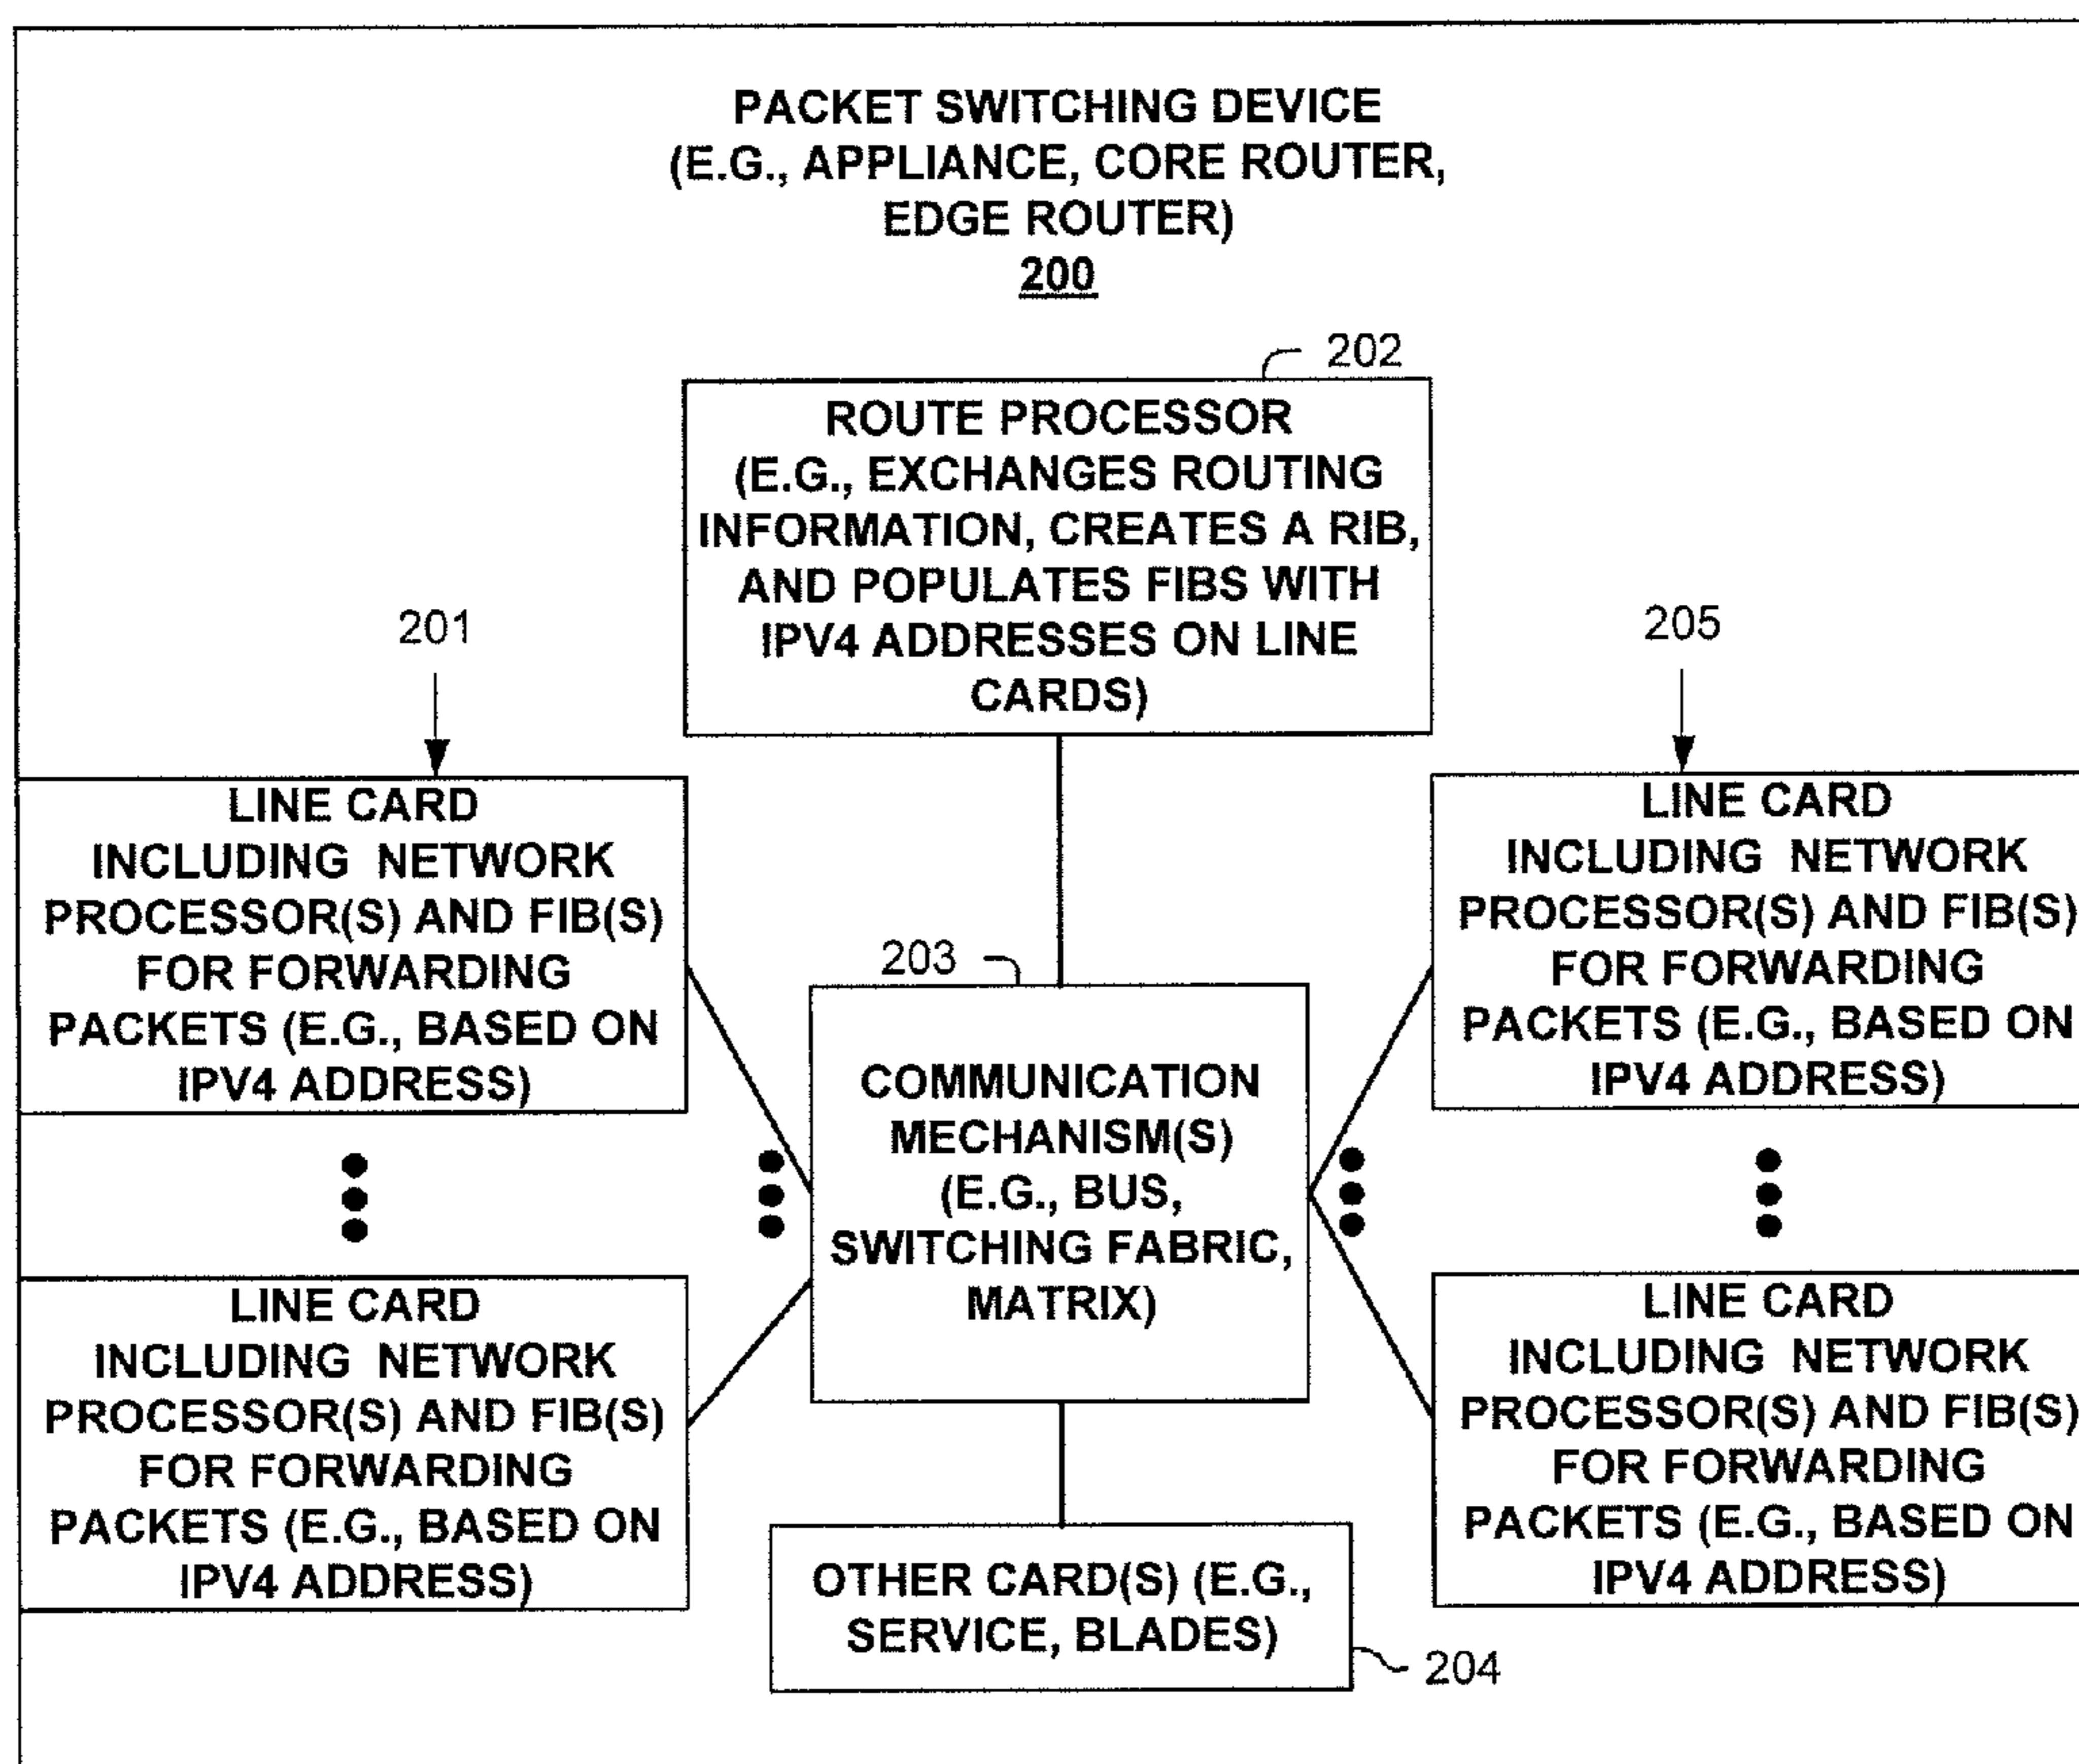 PACKET SWITCHING DEVICE
(E.G., APPLIANCE, CORE ROUTER,
EDGE ROUTER)
200
202
ROUTE PROCESSOR
(E.G., EXCHANGES ROUTING
INFORMATION, CREATES A RIB,
AND POPULATES FIBS WITH
IPV4 ADDRESSES ON LINE
CARDS)
201
LINE CARD
INCLUDING NETWORK
PROCESSOR(S) AND FIB(S)
FOR FORWARDING
PACKETS (E.G., BASED ON
IPV4 ADDRESS)
205
LINE CARD
INCLUDING NETWORK
PROCESSOR(S) AND FIB(S)
FOR FORWARDING
PACKETS (E.G., BASED ON
IPV4 ADDRESS)
203
COMMUNICATION
MECHANISM(S)
(E.G., BUS,
SWITCHING FABRIC,
MATRIX)
LINE CARD
INCLUDING NETWORK
PROCESSOR(S) AND FIB(S)
FOR FORWARDING
PACKETS (E.G., BASED ON
IPV4 ADDRESS)
LINE CARD
INCLUDING NETWORK
PROCESSOR(S) AND FIB(S)
FOR FORWARDING
PACKETS (E.G., BASED ON
IPV4 ADDRESS)
OTHER CARD(S) (E.G.,
SERVICE, BLADES)
204